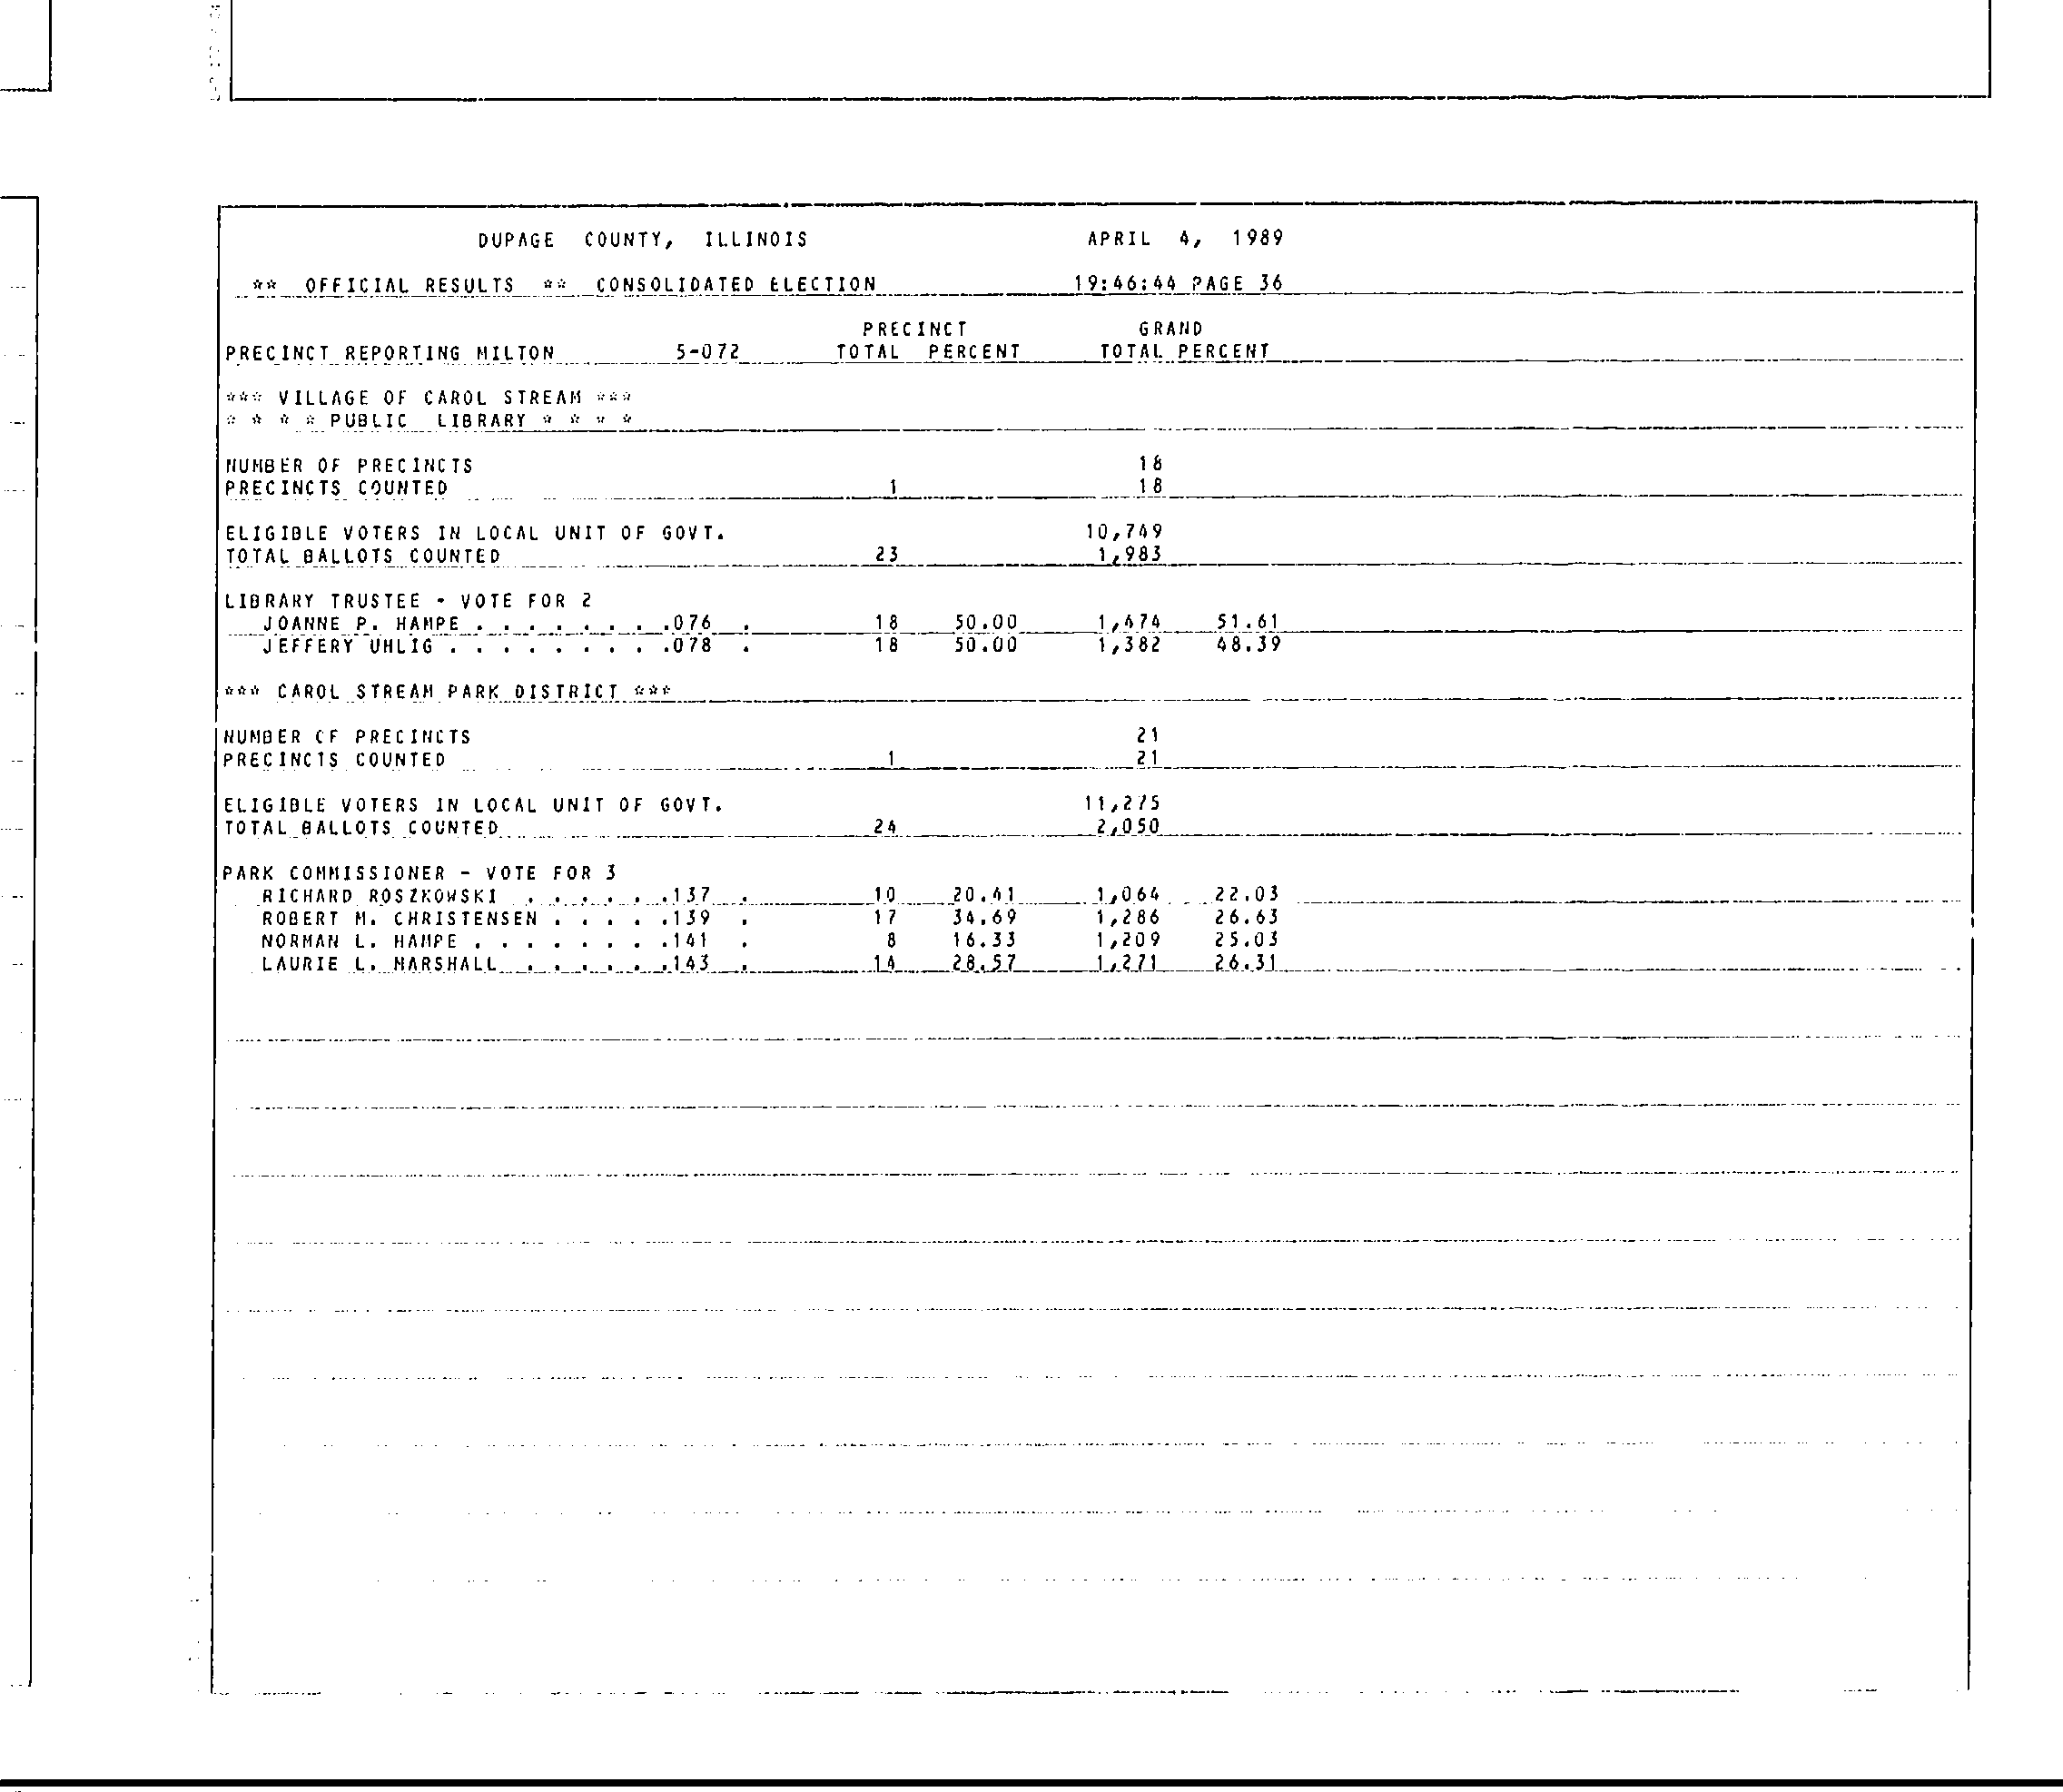 DUPAGE COUNTY, ILLINOIS APRIL 4, 1989
** OFFICIAL RESULTS ** CONSOLIDATED ELECTION 19:46:44 PAGE 36
PRECINCT GRAND
PRECINCT REPORTING MILTON 5-072 TOTAL PERCENT TOTAL PERCENT
*** VILLAGE OF CAROL STREAM ***
* * * * PUBLIC LIBRARY * * * *
NUMBER OF PRECINCTS 18
PRECINCTS COUNTED 1 18
ELIGIBLE VOTERS IN LOCAL UNIT OF GOVT. 10,749
TOTAL BALLOTS COUNTED 23 1,983
LIBRARY TRUSTEE - VOTE FOR 2
JOANNE P. HAMPE . . . . . . . .076 . 18 50.00 1,474 51.61
JEFFERY UHLIG . . . . . . . . .078 . 18 50.00 1,382 48.39
*** CAROL STREAM PARK DISTRICT ***
NUMBER OF PRECINCTS 21
PRECINCTS COUNTED 1 21
ELIGIBLE VOTERS IN LOCAL UNIT OF GOVT. 11,275
TOTAL BALLOTS COUNTED 24 2,050
PARK COMMISSIONER - VOTE FOR 3
RICHARD ROSZKOWSKI . . . . . .137 . 10 20.41 1,064 22.03
ROBERT M. CHRISTENSEN . . . . .139 . 17 34.69 1,286 26.63
NORMAN L. HAMPE . . . . . . . .141 . 8 16.33 1,209 25.03
LAURIE L. MARSHALL . . . . . .143 . 14 28.57 1,271 26.31